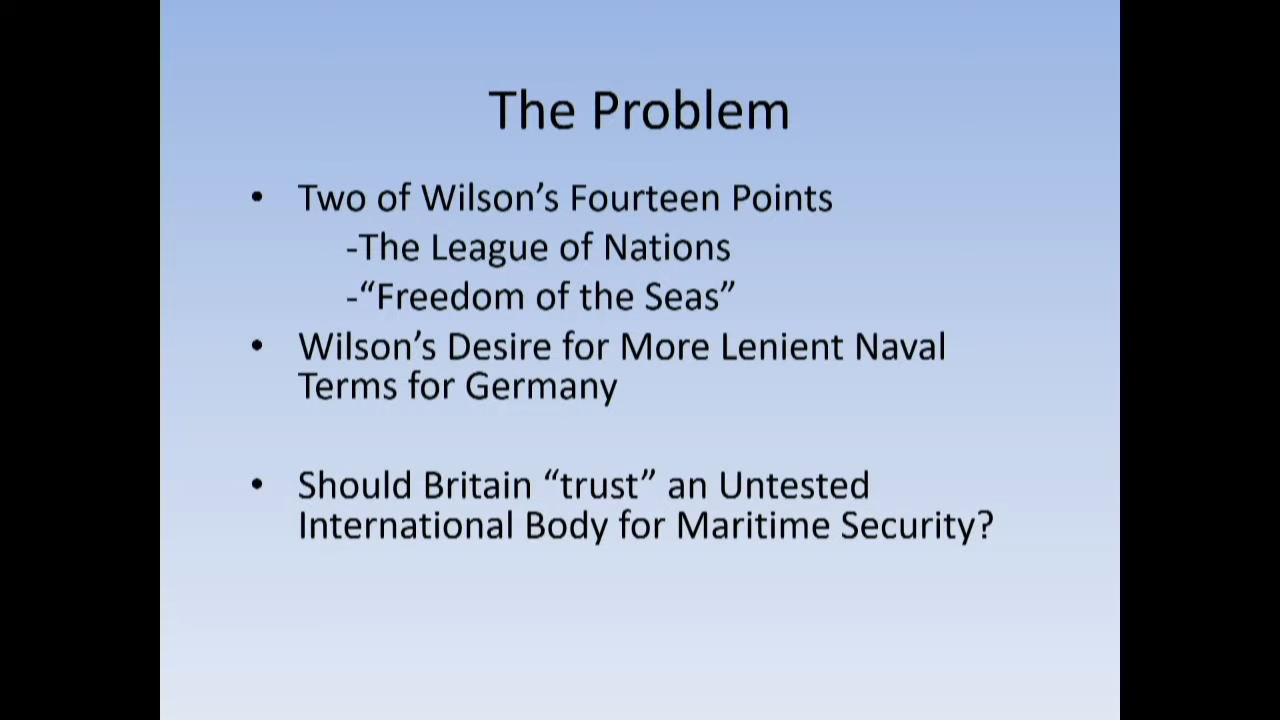 The Problem
• Two of Wilson’s Fourteen Points
-The League of Nations
-“Freedom of the Seas”
• Wilson’s Desire for More Lenient Naval
Terms for Germany
• Should Britain “trust” an Untested
International Body for Maritime Security?